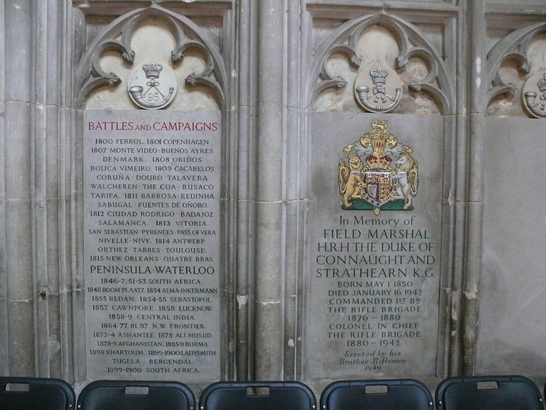 95
BATTLES AND CAMPAIGNS
1800 FERROL. 1801 COPENHAGEN
1807 MONTE VIDEO · BUENOS AYRES
DENMARK. 1808 OBIDOS
ROLICA VIMEIRO. 1809 CACABELOS
CORUÑA · DOURO · TALAVERA
WALCHEREN · THE COA · BUSACO
TARIFA. 1811 BARROSA · REDINHA
SABUGAL · FUENTES DE OÑORO.
1812 CIUDAD RODRIGO · BADAJOZ
SALAMANCA. 1813 VITORIA
SAN SEBASTIAN · PYRENEES · PASS OF VERA
NIVELLE · NIVE. 1814 ANTWERP.
ORTHEZ · TARBES · TOULOUSE.
1815 NEW ORLEANS · QUATRE BRAS
PENINSULA · WATERLOO
1846-7/51-53 SOUTH AFRICA.
1848 BOOM PLAATZ. 1854 ALMA · INKERMANN
1855 REDAN. 1854-55 SEBASTOPOL.
1857 CAWNPORE. 1858 LUCKNOW
1858-9 CENTRAL INDIA
1864 77 81 97 N.W. FRONTIER
1873-4 ASHANTEE. 1878 ALI MUSJID.
1878-9 AFGHANISTAN. 1885-9 BURMA
1898 KHARTOUM. 1899-1900 LADYSMITH
TUGELA · BERGENDAL
1899-1900 SOUTH AFRICA.
In Memory of
FIELD MARSHAL
H.R.H. THE DUKE OF
CONNAUGHT AND
STRATHEARN K.G.
BORN MAY 1 1850
DIED JANUARY 16 1942
COMMANDED 1ST BN
THE RIFLE BRIGADE
1876 – 1880
COLONEL IN CHIEF
THE RIFLE BRIGADE
1880 – 1942
Erected by his
Brother Riflemen
1949